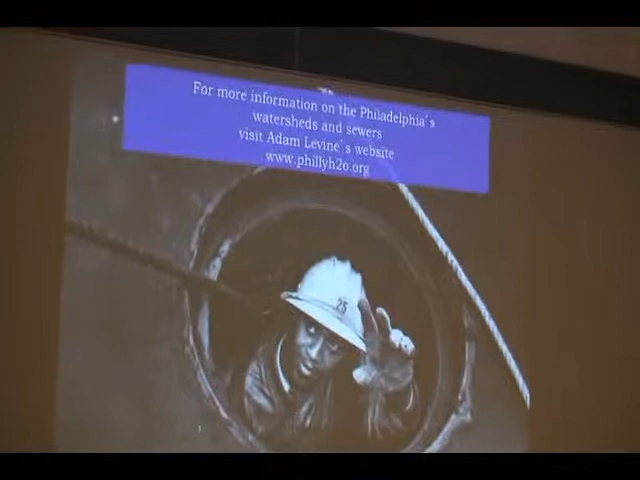 For more information on the Philadelphia's
watersheds and sewers
visit Adam Levine's website
www.phillyh2o.org
25